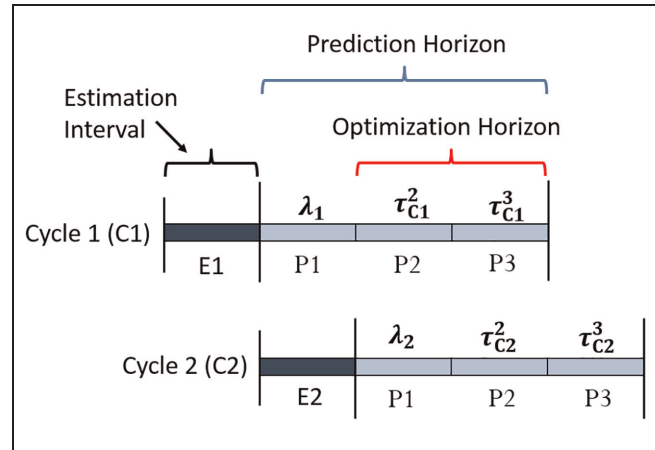 Prediction Horizon
Estimation
Interval
Optimization Horizon
λ₁ τ²C1 τ³C1
Cycle 1 (C1)
E1 P1 P2 P3
λ₂ τ²C2 τ³C2
Cycle 2 (C2)
E2 P1 P2 P3